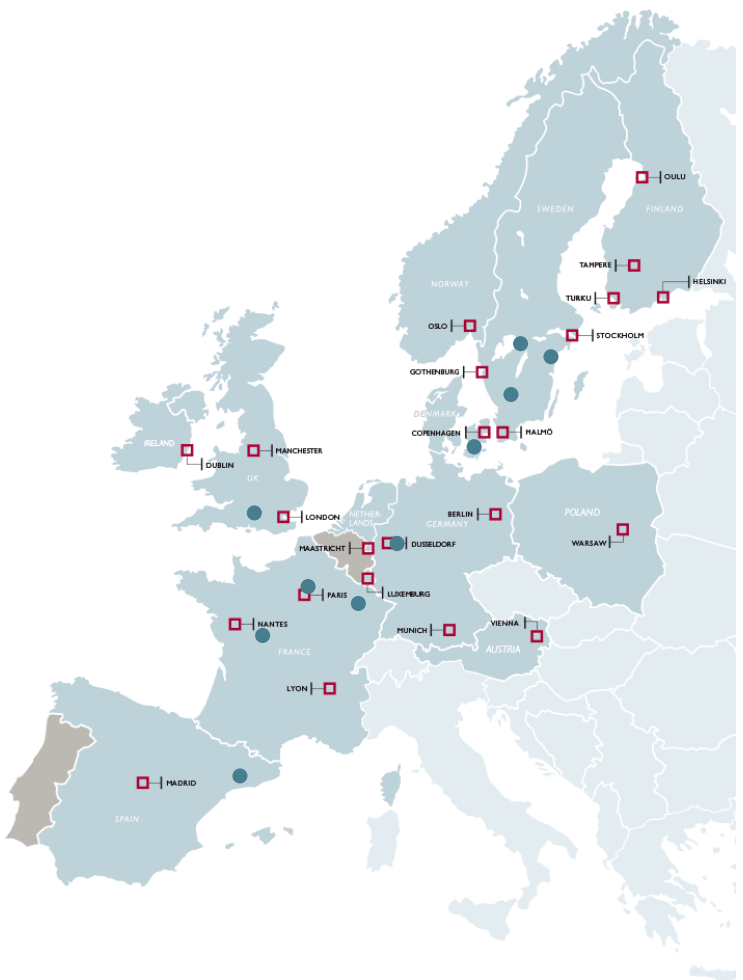 OULU
SWEDEN
FINLAND
TAMPERE
HELSINKI
NORWAY
TURKU
OSLO
STOCKHOLM
GOTHENBURG
DENMARK
COPENHAGEN
MALMÖ
IRELAND
MANCHESTER
DUBLIN
UK
LONDON
NETHER-
LANDS
BERLIN
GERMANY
POLAND
WARSAW
MAASTRICHT
DUSSELDORF
LUXEMBURG
PARIS
NANTES
MUNICH
VIENNA
AUSTRIA
FRANCE
LYON
MADRID
SPAIN